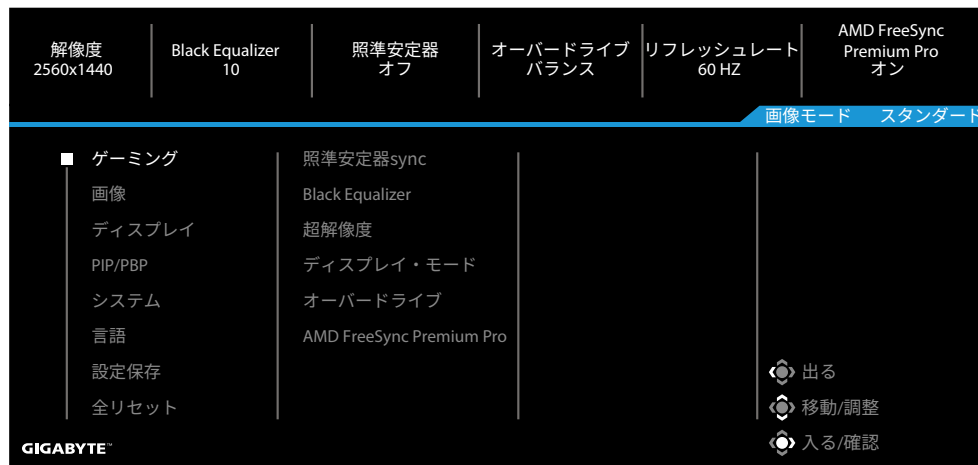 解像度
2560x1440
Black Equalizer
10
照準安定器
オフ
オーバードライブ
バランス
リフレッシュレート
60 HZ
AMD FreeSync
Premium Pro
オン
画像モード スタンダード
ゲーミング
画像
ディスプレイ
PIP/PBP
システム
言語
設定保存
全リセット
照準安定器sync
Black Equalizer
超解像度
ディスプレイ・モード
オーバードライブ
AMD FreeSync Premium Pro
出る
移動/調整
入る/確認
GIGABYTE™